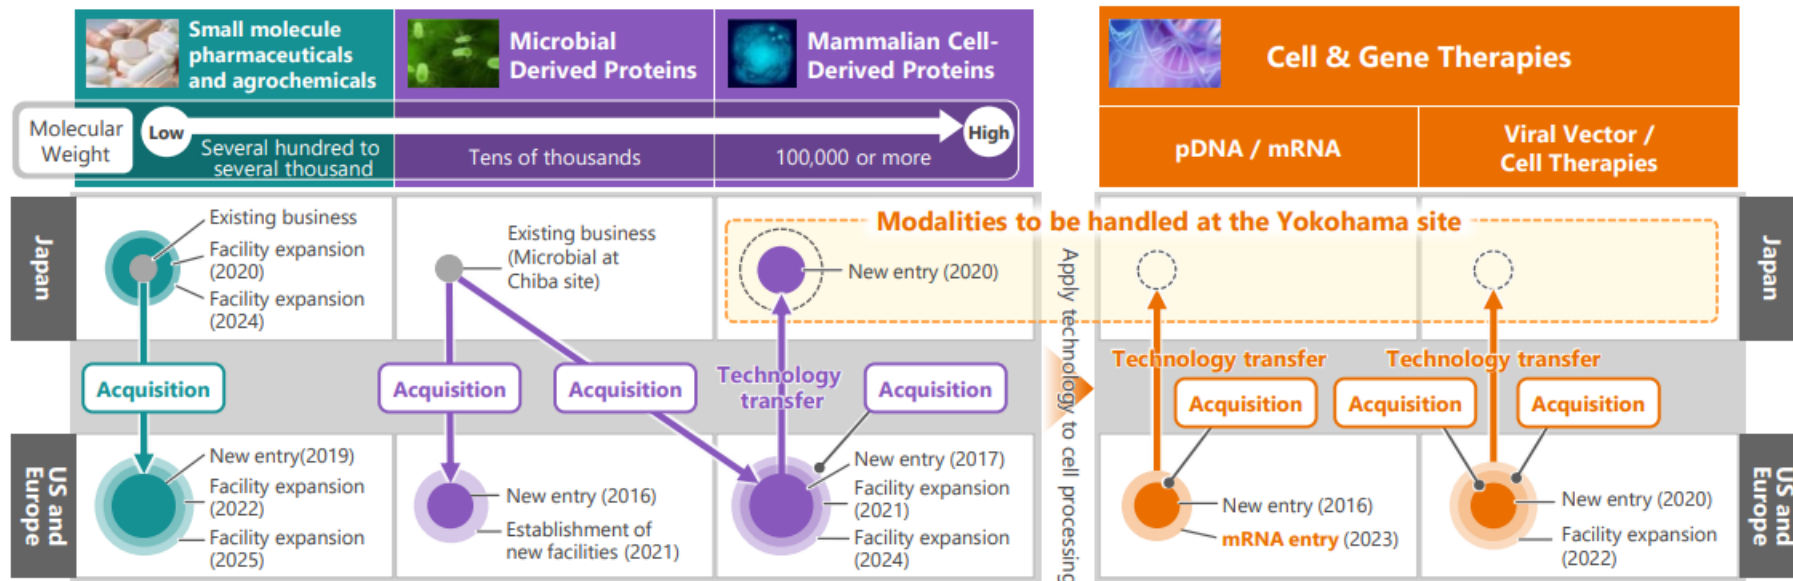 Small molecule
pharmaceuticals
and agrochemicals
Microbial
Derived Proteins
Mammalian Cell-
Derived Proteins
Cell & Gene Therapies
Molecular
Weight
Low
High
Several hundred to
several thousand
Tens of thousands
100,000 or more
pDNA / mRNA
Viral Vector /
Cell Therapies
Japan
Existing business
Facility expansion
(2020)
Facility expansion
(2024)
Existing business
(Microbial at
Chiba site)
Modalities to be handled at the Yokohama site
New entry (2020)
Japan
Apply technology to cell processing
Acquisition
Acquisition
Acquisition
Technology
transfer
Acquisition
Technology transfer
Acquisition
Technology transfer
Acquisition
Acquisition
US and
Europe
New entry(2019)
Facility expansion
(2022)
Facility expansion
(2025)
New entry (2016)
Establishment of
new facilities (2021)
New entry (2017)
Facility expansion
(2021)
Facility expansion
(2024)
New entry (2016)
mRNA entry (2023)
New entry (2020)
Facility expansion
(2022)
US and
Europe